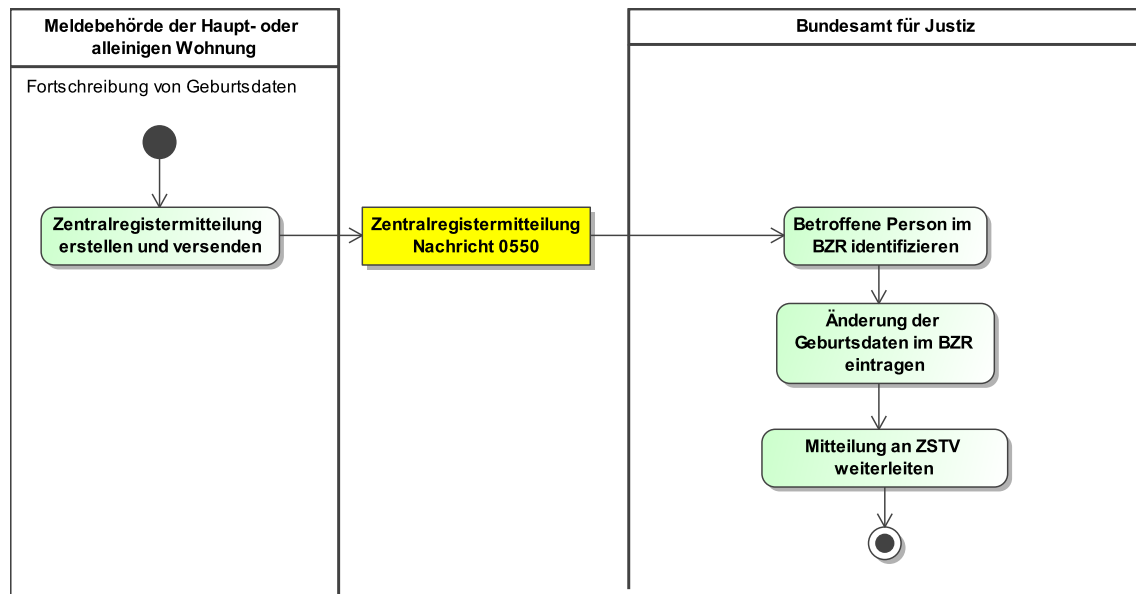 Meldebehörde der Haupt- oder
alleinigen Wohnung
Bundesamt für Justiz
Fortschreibung von Geburtsdaten
Zentralregistermitteilung
erstellen und versenden
Zentralregistermitteilung
Nachricht 0550
Betroffene Person im
BZR identifizieren
Änderung der
Geburtsdaten im BZR
eintragen
Mitteilung an ZSTV
weiterleiten